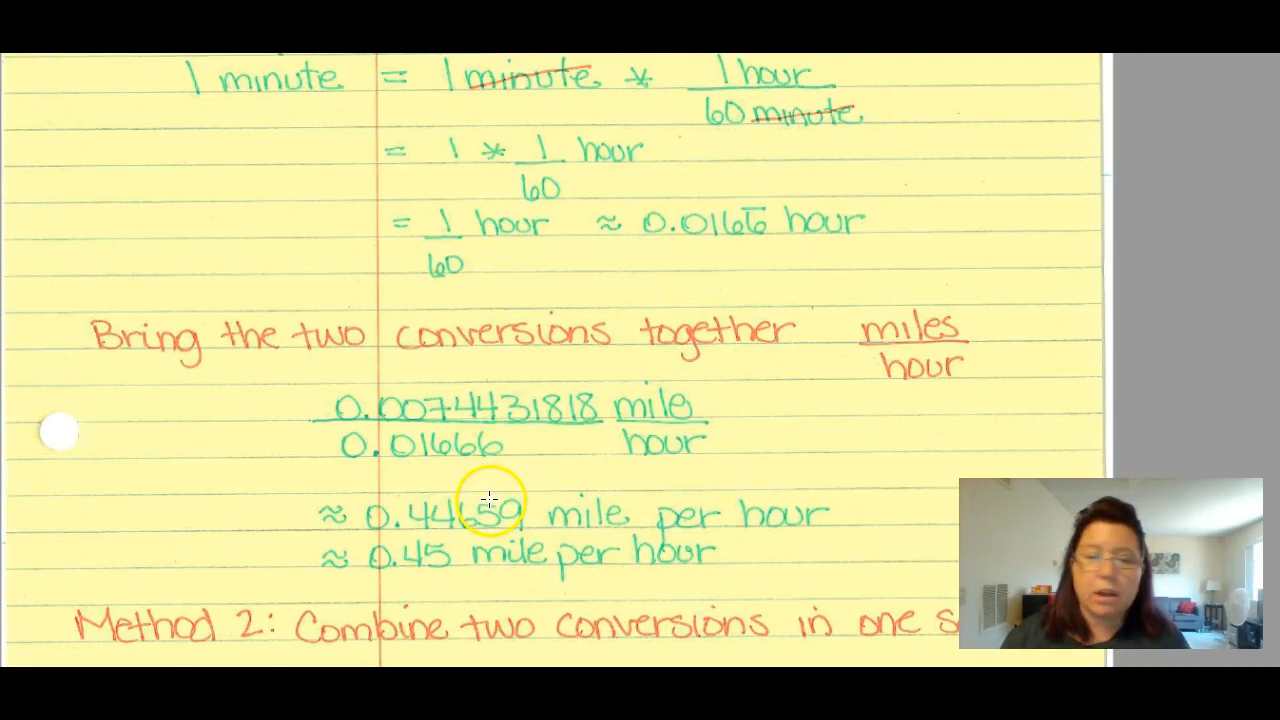 1 minute = 1 minute * 1 hour / 60 minute
= 1 * 1/60 hour
= 1/60 hour ≈ 0.0166̅ hour
Bring the two conversions together miles/hour
0.0074431818 mile
0.01666 hour
≈ 0.44659 mile per hour
≈ 0.45 mile per hour
Method 2: Combine two conversions in one